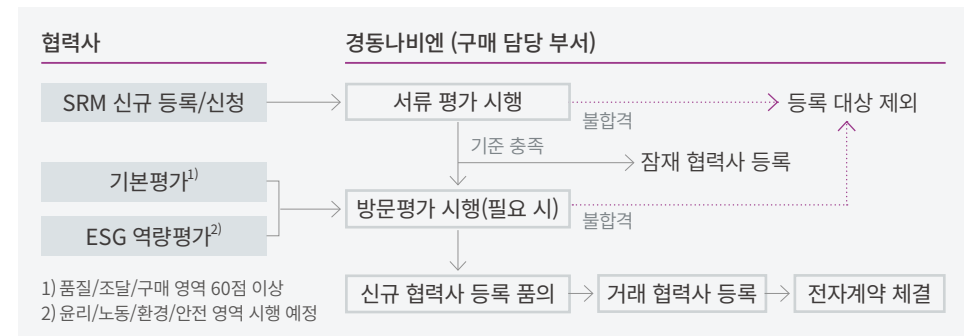 협력사
경동나비엔 (구매 담당 부서)
SRM 신규 등록/신청
서류 평가 시행
불합격
등록 대상 제외
기준 충족
잠재 협력사 등록
기본평가1)
방문평가 시행(필요 시)
불합격
ESG 역량평가2)
신규 협력사 등록 품의
거래 협력사 등록
전자계약 체결
1) 품질/조달/구매 영역 60점 이상
2) 윤리/노동/환경/안전 영역 시행 예정